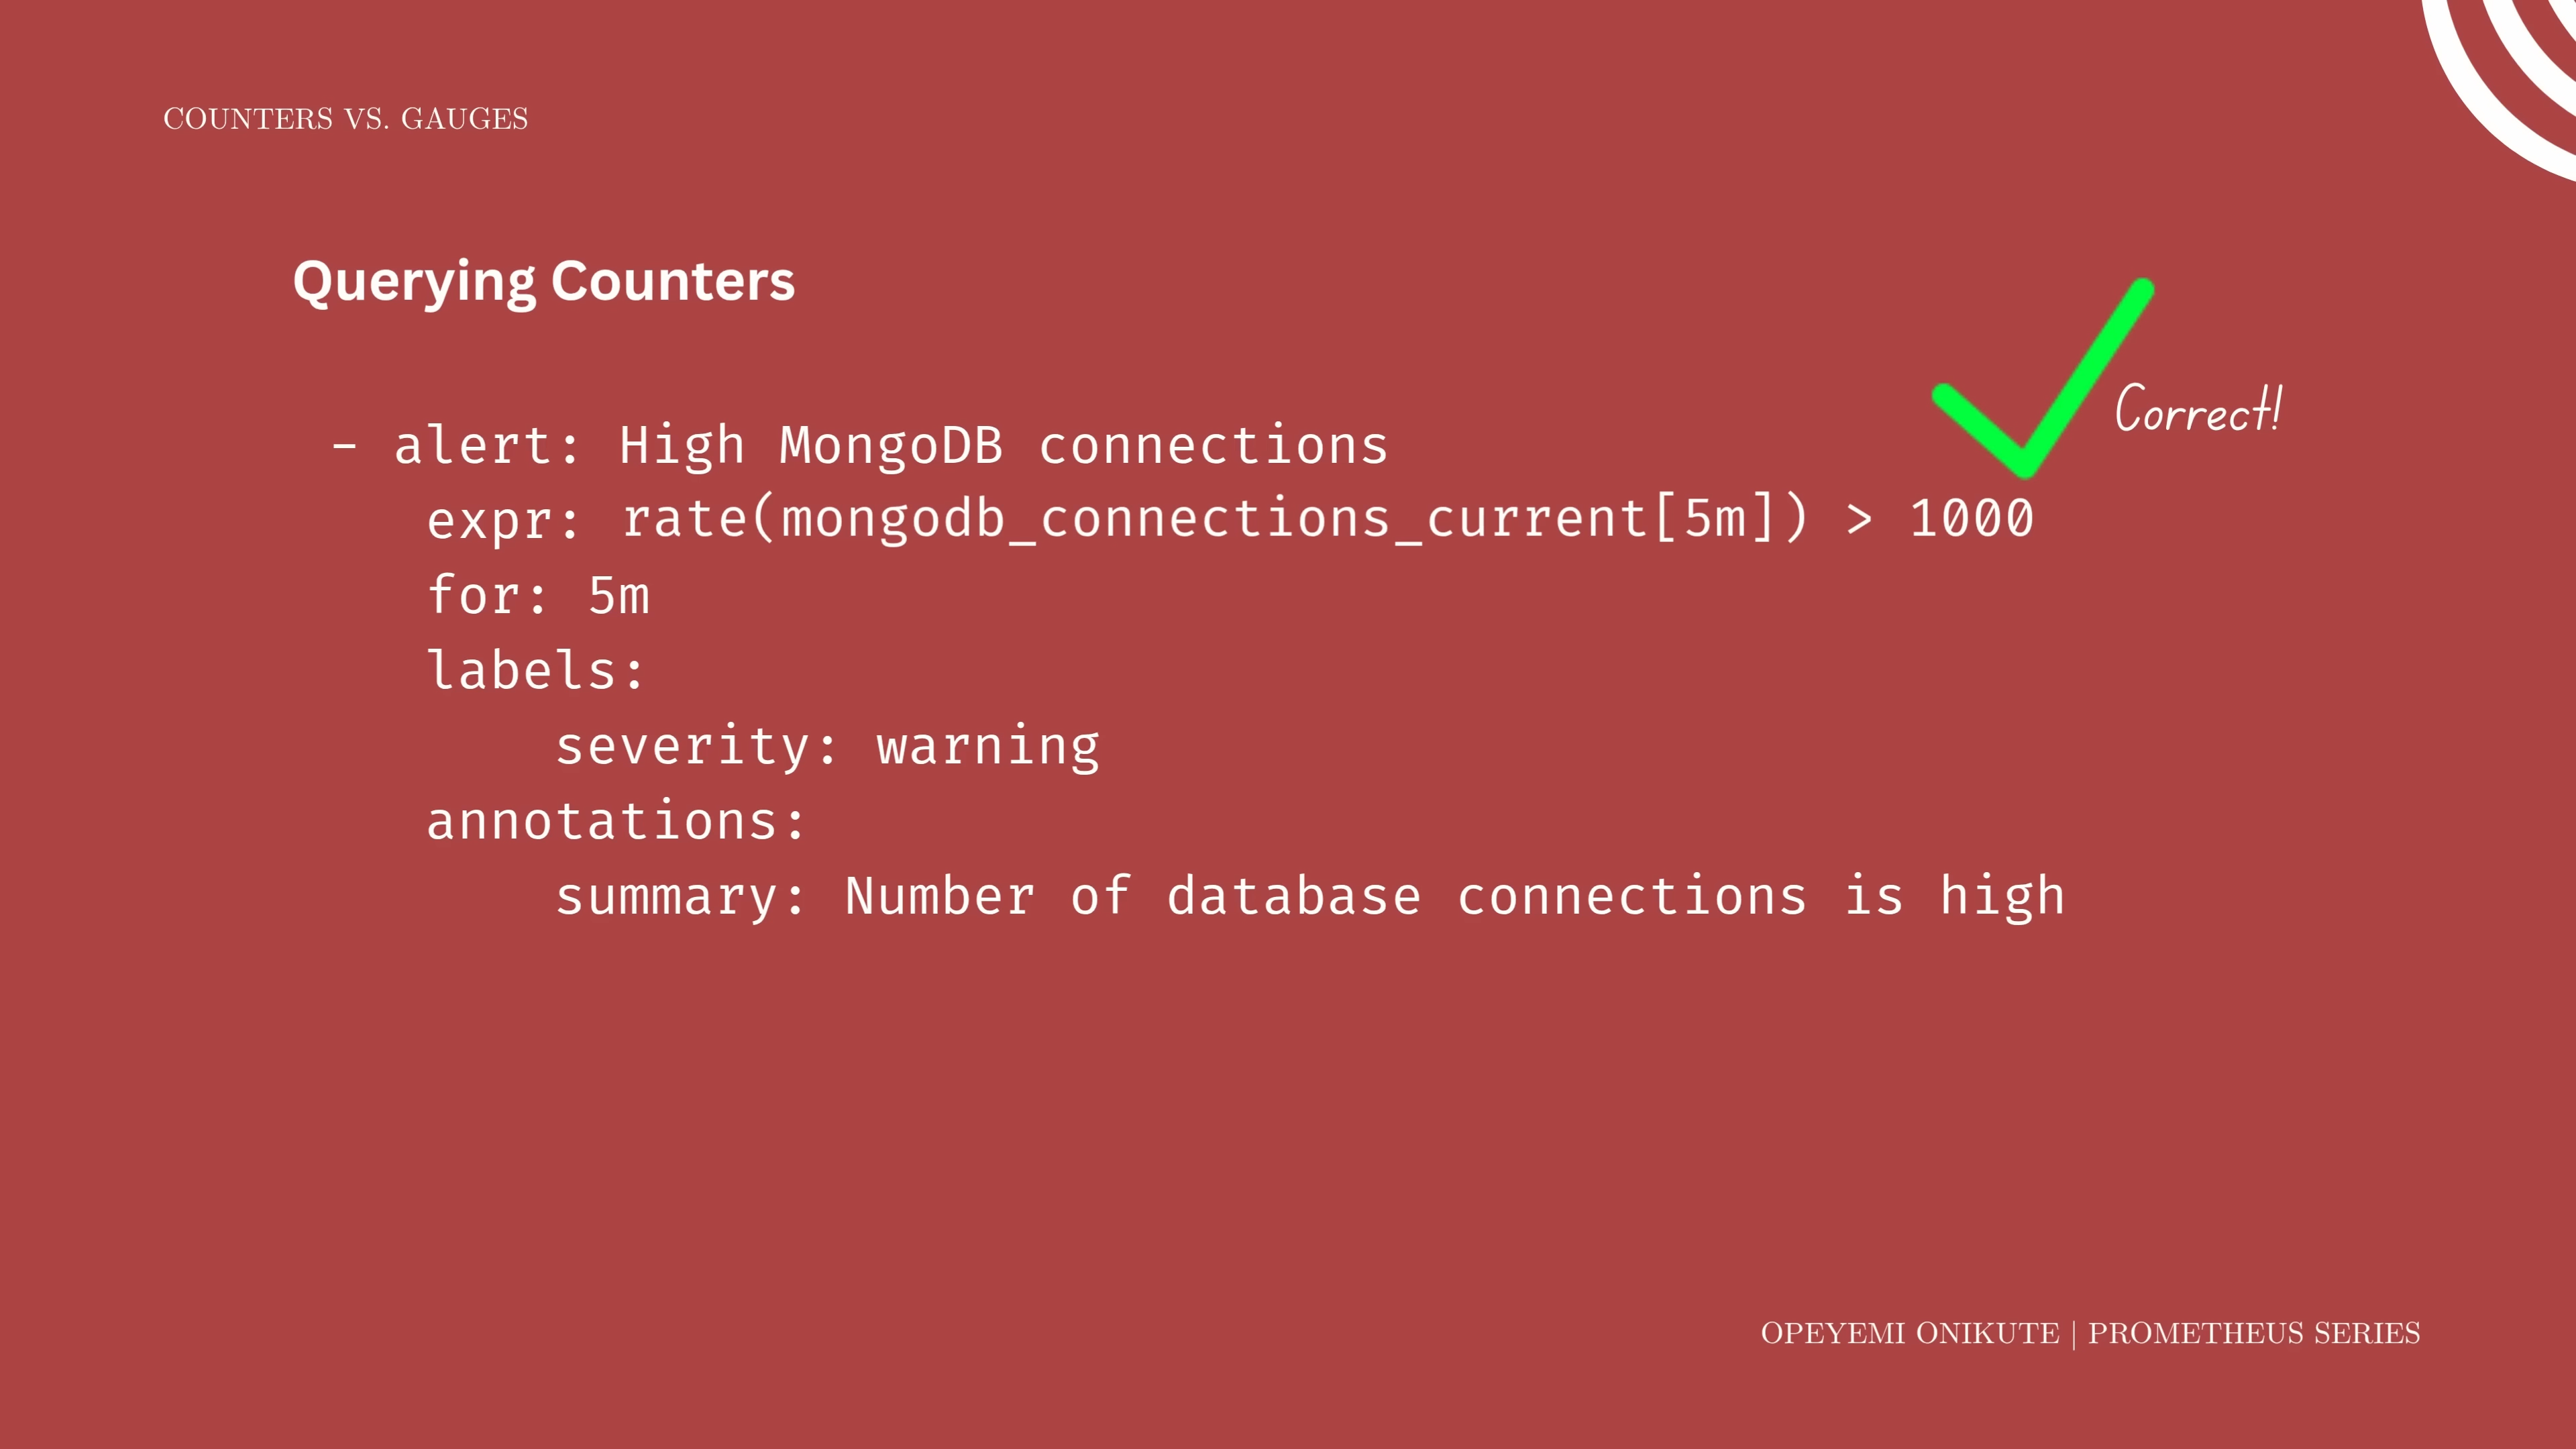 COUNTERS VS. GAUGES
Querying Counters
Correct!
- alert: High MongoDB connections
expr: rate(mongodb_connections_current[5m]) > 1000
for: 5m
labels:
severity: warning
annotations:
summary: Number of database connections is high
OPEYEMI ONIKUTE | PROMETHEUS SERIES